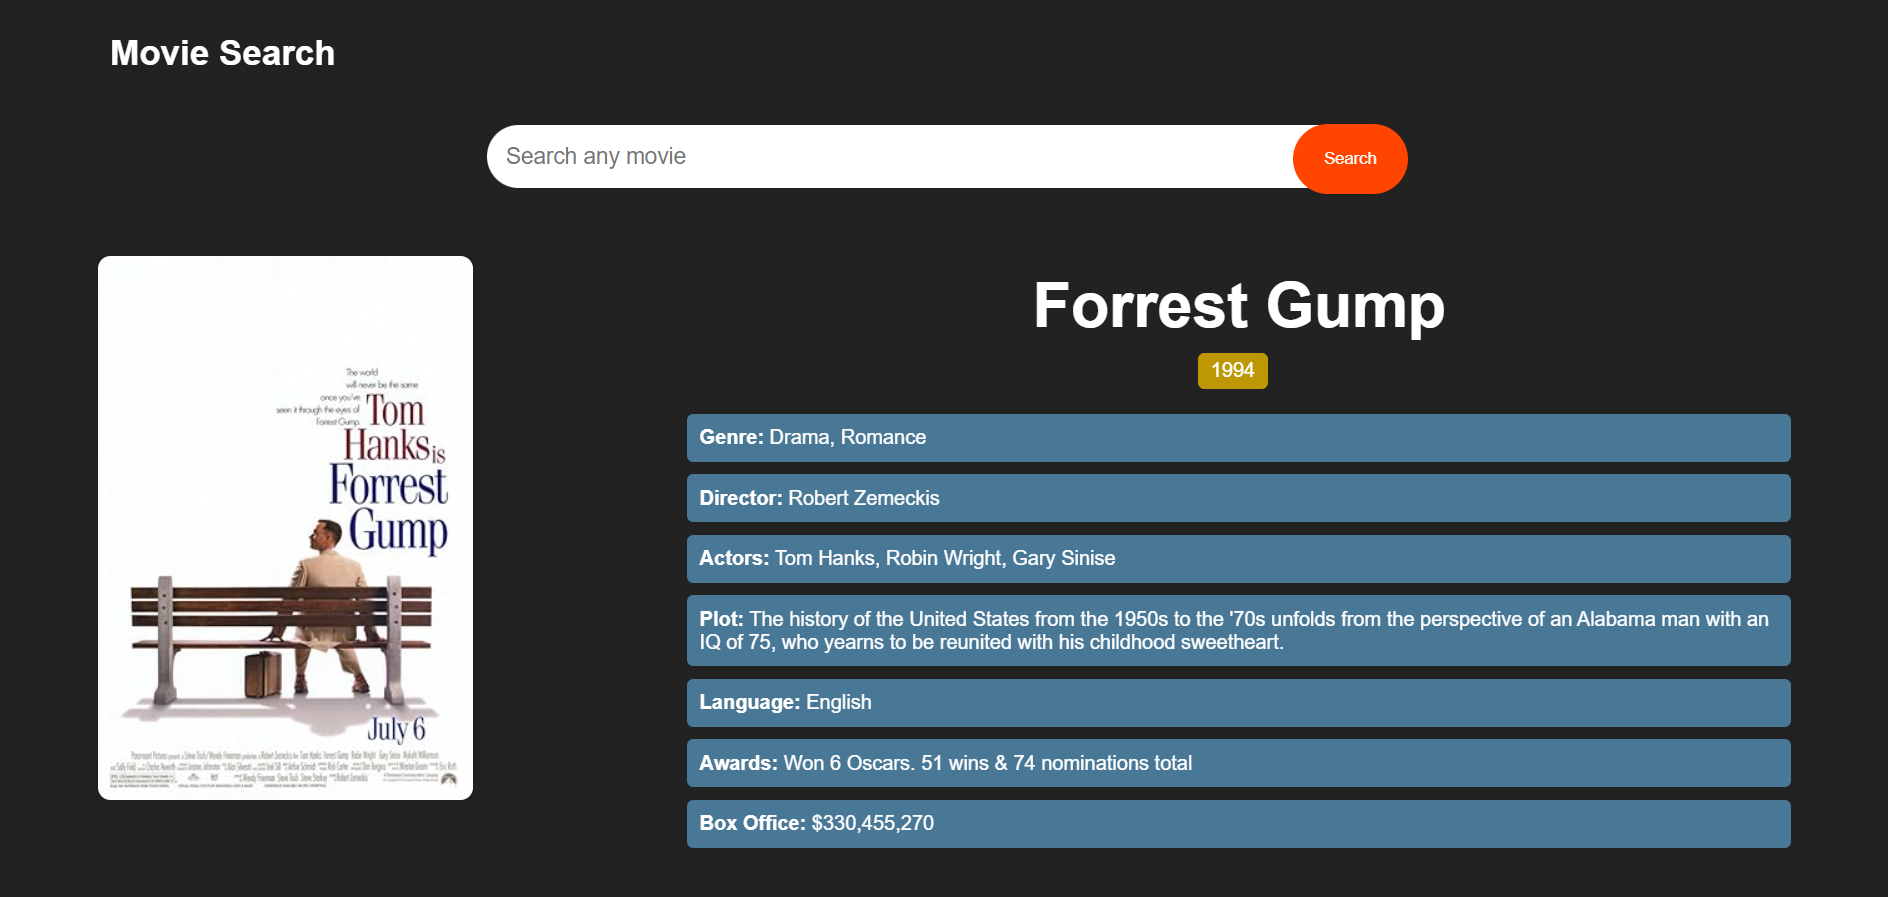 Movie Search
Search any movie
Search
The world
will never be the same
once you've
seen it through the eyes of
Forrest Gump.
Tom
Hanks is
Forrest
Gump
July 6
Forrest Gump
1994
Genre: Drama, Romance
Director: Robert Zemeckis
Actors: Tom Hanks, Robin Wright, Gary Sinise
Plot: The history of the United States from the 1950s to the '70s unfolds from the perspective of an Alabama man with an
IQ of 75, who yearns to be reunited with his childhood sweetheart.
Language: English
Awards: Won 6 Oscars. 51 wins & 74 nominations total
Box Office: $330,455,270